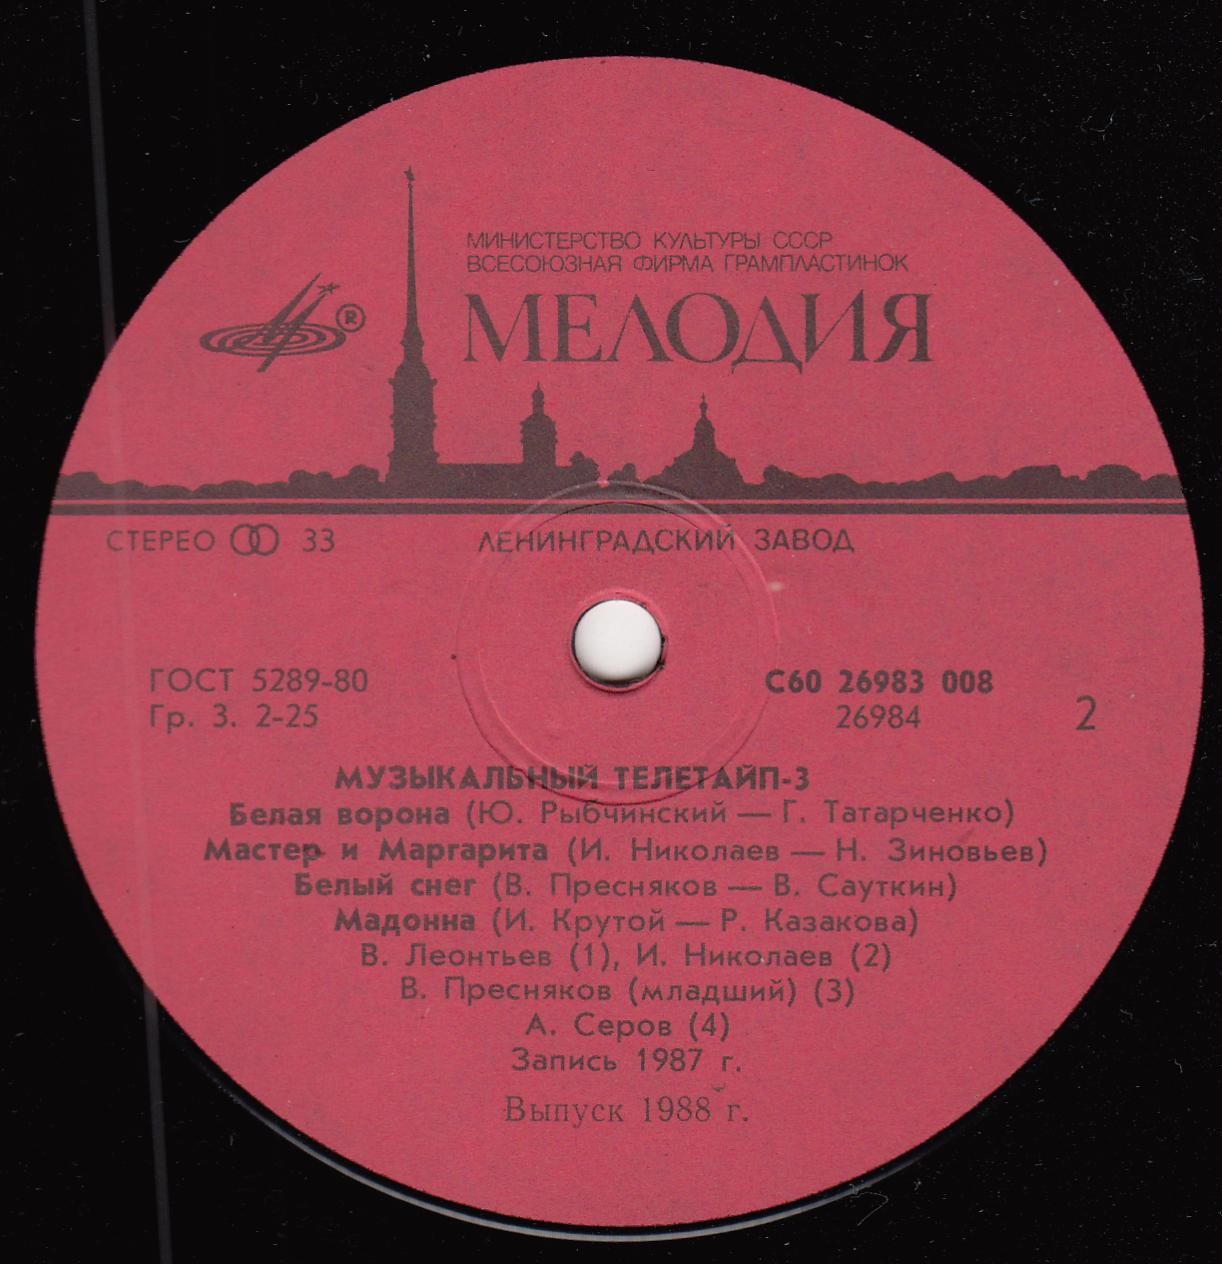 МИНИСТЕРСТВО КУЛЬТУРЫ СССР
ВСЕСОЮЗНАЯ ФИРМА ГРАМПЛАСТИНОК
МЕЛОДИЯ
®
СТЕРЕО 33 ЛЕНИНГРАДСКИЙ ЗАВОД
ГОСТ 5289-80 С60 26983 008
Гр. 3. 2-25 26984 2
МУЗЫКАЛЬНЫЙ ТЕЛЕТАЙП-3
Белая ворона (Ю. Рыбчинский — Г. Татарченко)
Мастер и Маргарита (И. Николаев — Н. Зиновьев)
Белый снег (В. Пресняков — В. Сауткин)
Мадонна (И. Крутой — Р. Казакова)
В. Леонтьев (1), И. Николаев (2)
В. Пресняков (младший) (3)
А. Серов (4)
Запись 1987 г.
Выпуск 1988 г.